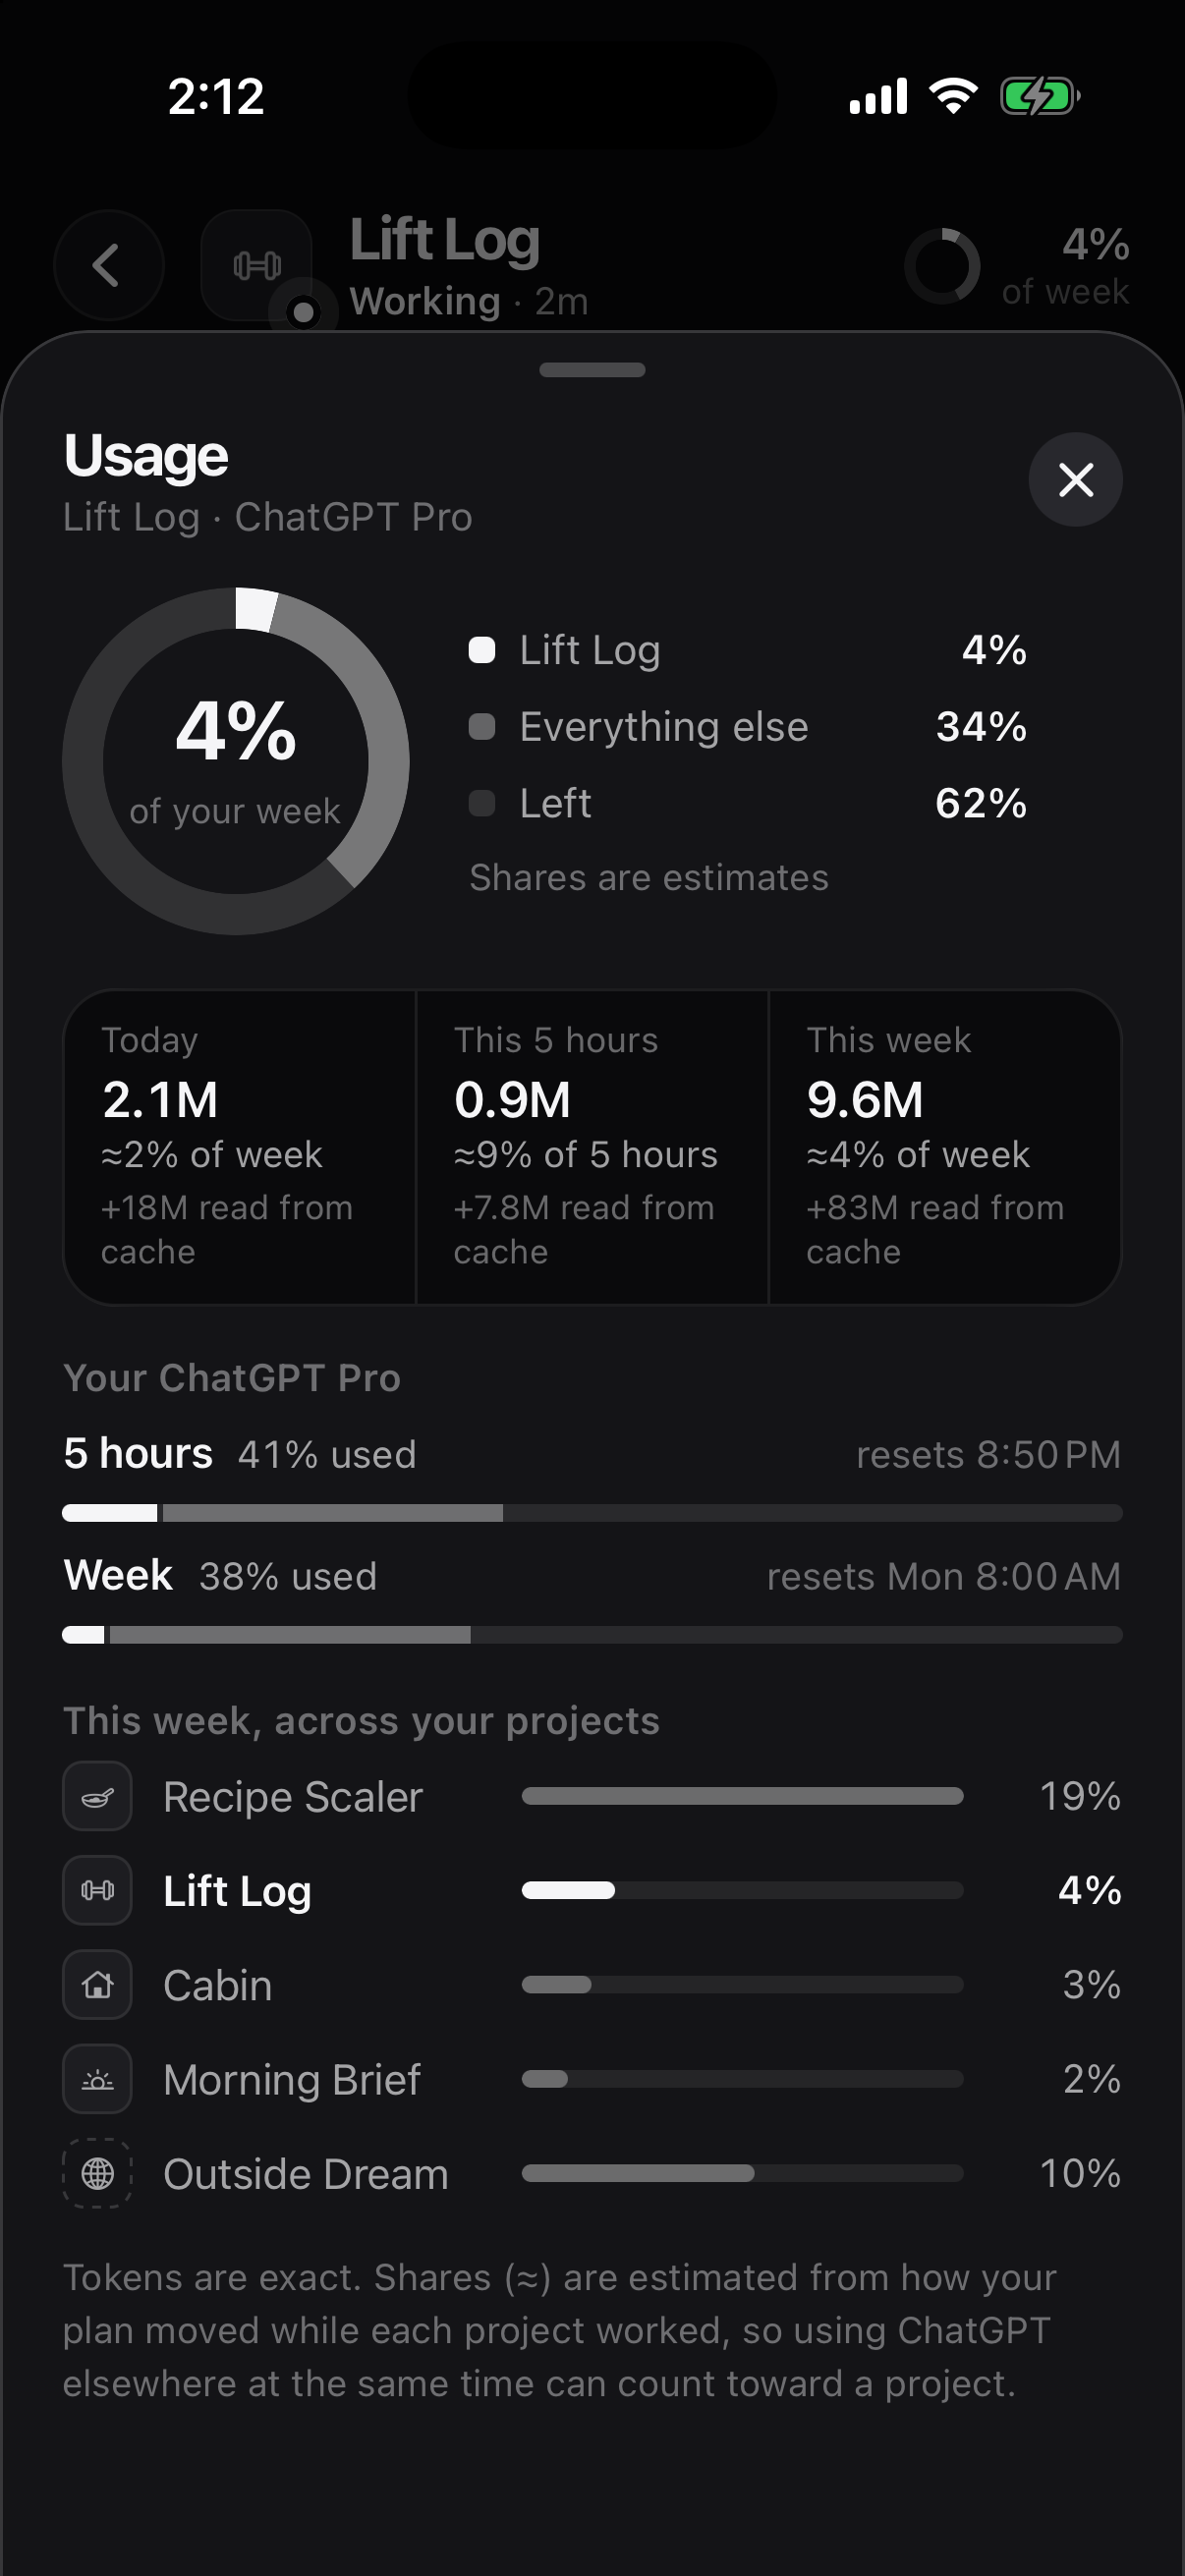 2:12
Lift Log
Working · 2m
4%
of week
Usage
Lift Log · ChatGPT Pro
4%
of your week
Lift Log 4%
Everything else 34%
Left 62%
Shares are estimates
Today
2.1M
≈2% of week
+18M read from
cache
This 5 hours
0.9M
≈9% of 5 hours
+7.8M read from
cache
This week
9.6M
≈4% of week
+83M read from
cache
Your ChatGPT Pro
5 hours 41% used resets 8:50 PM
Week 38% used resets Mon 8:00 AM
This week, across your projects
Recipe Scaler 19%
Lift Log 4%
Cabin 3%
Morning Brief 2%
Outside Dream 10%
Tokens are exact. Shares (≈) are estimated from how your
plan moved while each project worked, so using ChatGPT
elsewhere at the same time can count toward a project.